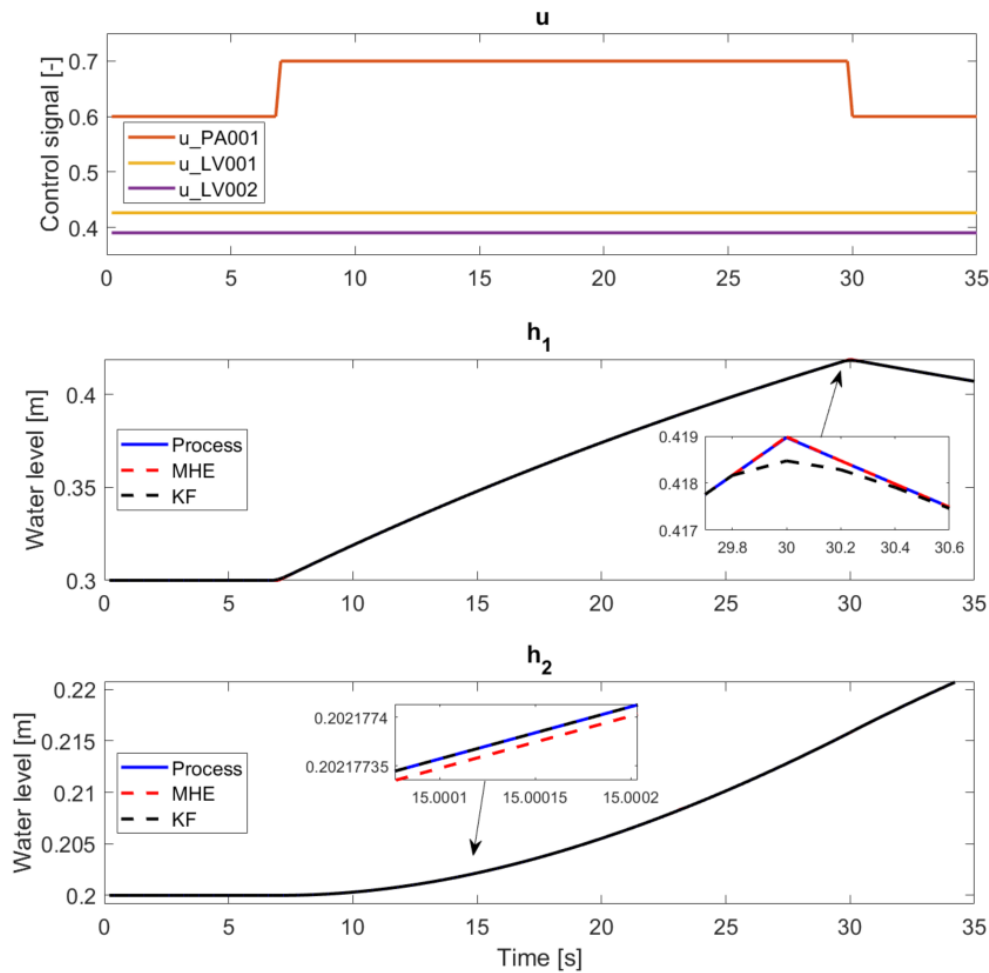 u
Control signal [-]
0.7
0.6
0.5
0.4
u_PA001
u_LV001
u_LV002
0 5 10 15 20 25 30 35
h1
Water level [m]
0.4
0.35
0.3
Process
MHE
KF
0.419
0.418
0.417
29.8 30 30.2 30.4 30.6
0 5 10 15 20 25 30 35
h2
Water level [m]
0.22
0.215
0.21
0.205
0.2
Process
MHE
KF
0.2021774
0.20217735
15.0001 15.00015 15.0002
0 5 10 15 20 25 30 35
Time [s]